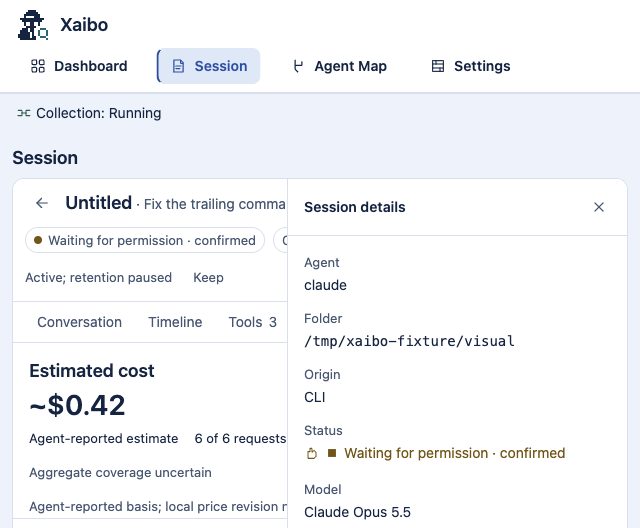 Xaibo
Dashboard Session Agent Map Settings
Collection: Running
Session
← Untitled · Fix the trailing comma
Waiting for permission · confirmed
Active; retention paused Keep
Conversation Timeline Tools 3
Estimated cost
~$0.42
Agent-reported estimate 6 of 6 requests
Aggregate coverage uncertain
Agent-reported basis; local price revision
Session details
Agent
claude
Folder
/tmp/xaibo-fixture/visual
Origin
CLI
Status
Waiting for permission · confirmed
Model
Claude Opus 5.5